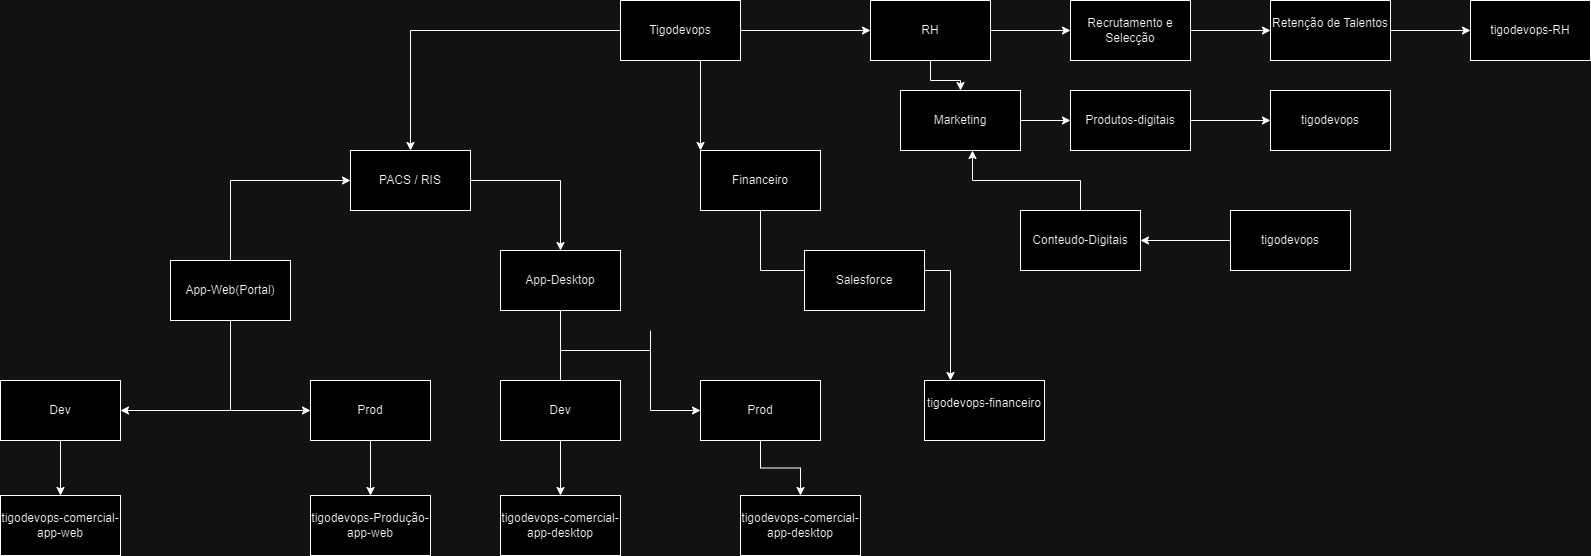 Tigodevops
RH
Recrutamento e
Selecção
Retenção de Talentos
tigodevops-RH
Marketing
Produtos-digitais
tigodevops
PACS / RIS
Financeiro
Conteudo-Digitais
tigodevops
App-Web(Portal)
App-Desktop
Salesforce
Dev
Prod
Dev
Prod
tigodevops-financeiro
tigodevops-comercial-
app-web
tigodevops-Produção-
app-web
tigodevops-comercial-
app-desktop
tigodevops-comercial-
app-desktop